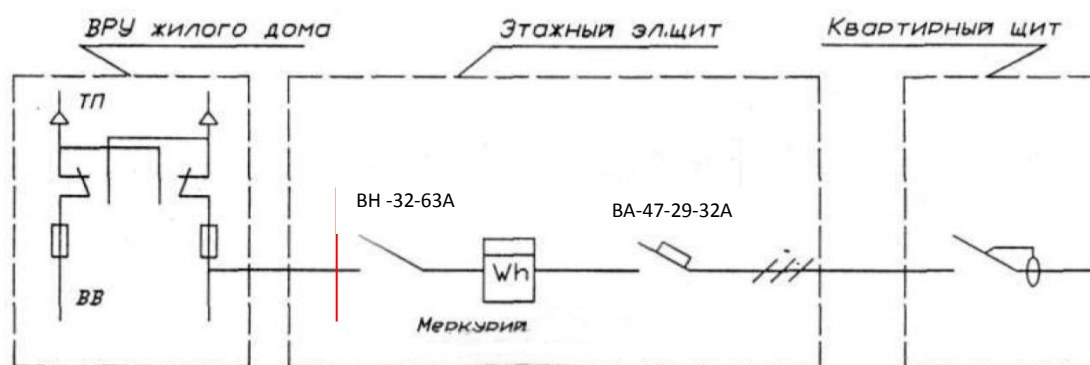 ВРУ жилого дома
Этажный эл.щит
Квартирный щит
ТП
ВН -32-63А
ВА-47-29-32А
Wh
ВВ
Меркурий